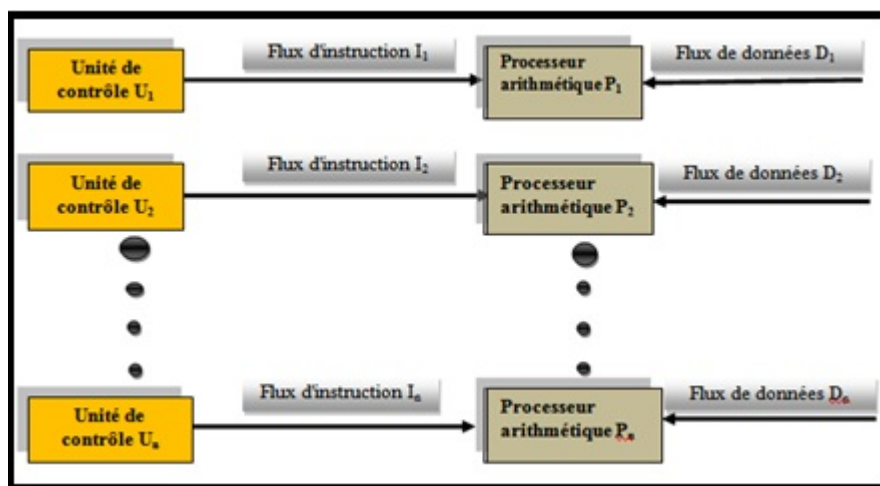 Flux d'instruction I₁
Flux de données D₁
Unité de
contrôle U₁
Processeur
arithmétique P₁
Flux d'instruction I₂
Flux de données D₂
Unité de
contrôle U₂
Processeur
arithmétique P₂
Flux d'instruction Iₙ
Flux de données Dₙ
Unité de
contrôle Uₙ
Processeur
arithmétique Pₙ